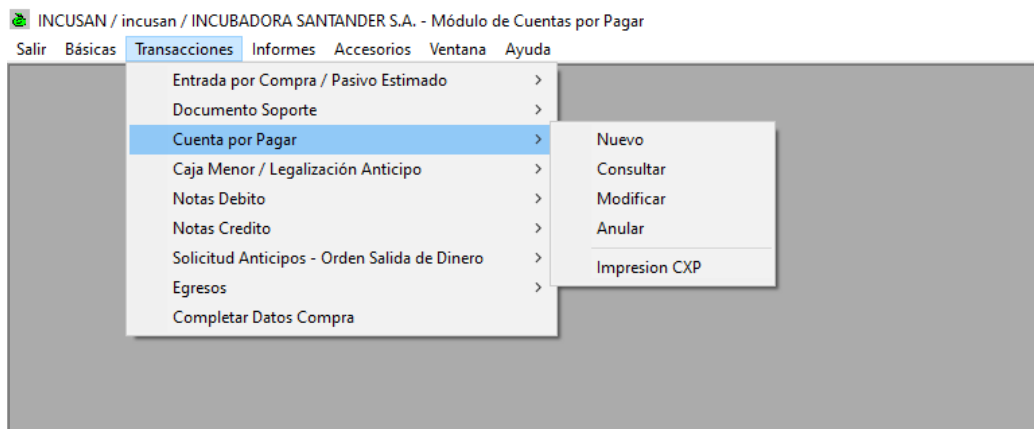 INCUSAN / incusan / INCUBADORA SANTANDER S.A. - Módulo de Cuentas por Pagar
Salir Básicas Transacciones Informes Accesorios Ventana Ayuda
Entrada por Compra / Pasivo Estimado
Documento Soporte
Cuenta por Pagar
Caja Menor / Legalización Anticipo
Notas Debito
Notas Credito
Solicitud Anticipos - Orden Salida de Dinero
Egresos
Completar Datos Compra
Nuevo
Consultar
Modificar
Anular
Impresion CXP